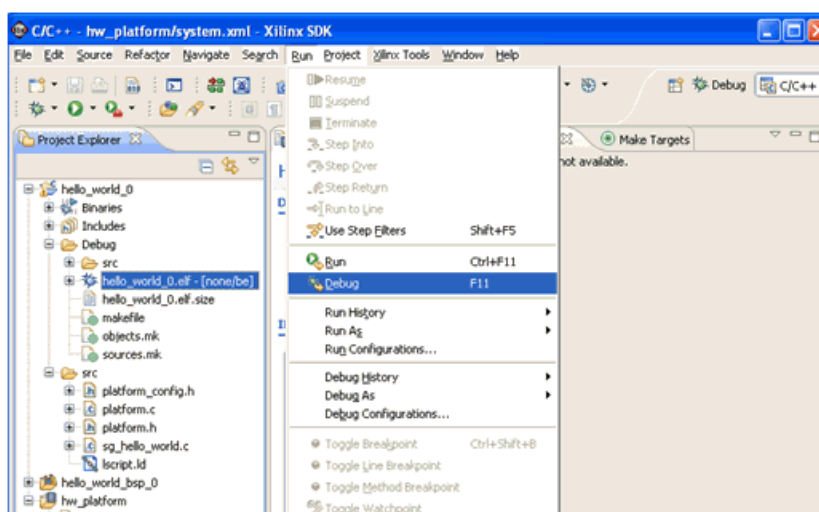 C/C++ - hw_platform/system.xml - Xilinx SDK
File Edit Source Refactor Navigate Search Run Project Xilinx Tools Window Help
Debug
C/C++
Project Explorer
Make Targets
not available.
hello_world_0
Binaries
Includes
Debug
src
hello_world_0.elf - [none/be]
hello_world_0.elf.size
makefile
objects.mk
sources.mk
src
platform_config.h
platform.c
platform.h
sg_hello_world.c
lscript.ld
hello_world_bsp_0
hw_platform
Resume
Suspend
Terminate
Step Into
Step Over
Step Return
Run to Line
Use Step Filters Shift+F5
Run Ctrl+F11
Debug F11
Run History
Run As
Run Configurations...
Debug History
Debug As
Debug Configurations...
Toggle Breakpoint Ctrl+Shift+B
Toggle Line Breakpoint
Toggle Method Breakpoint
Toggle Watchpoint